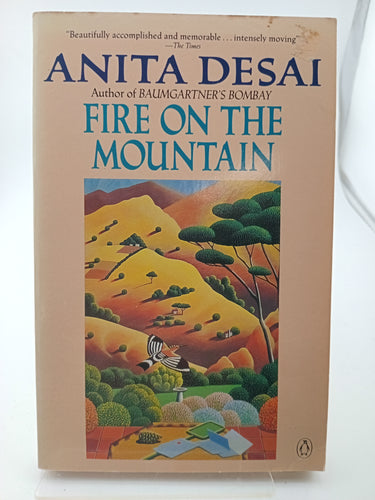 "Beautifully accomplished and memorable . . . intensely moving"
—The Times
ANITA DESAI
Author of BAUMGARTNER'S BOMBAY
FIRE ON THE
MOUNTAIN